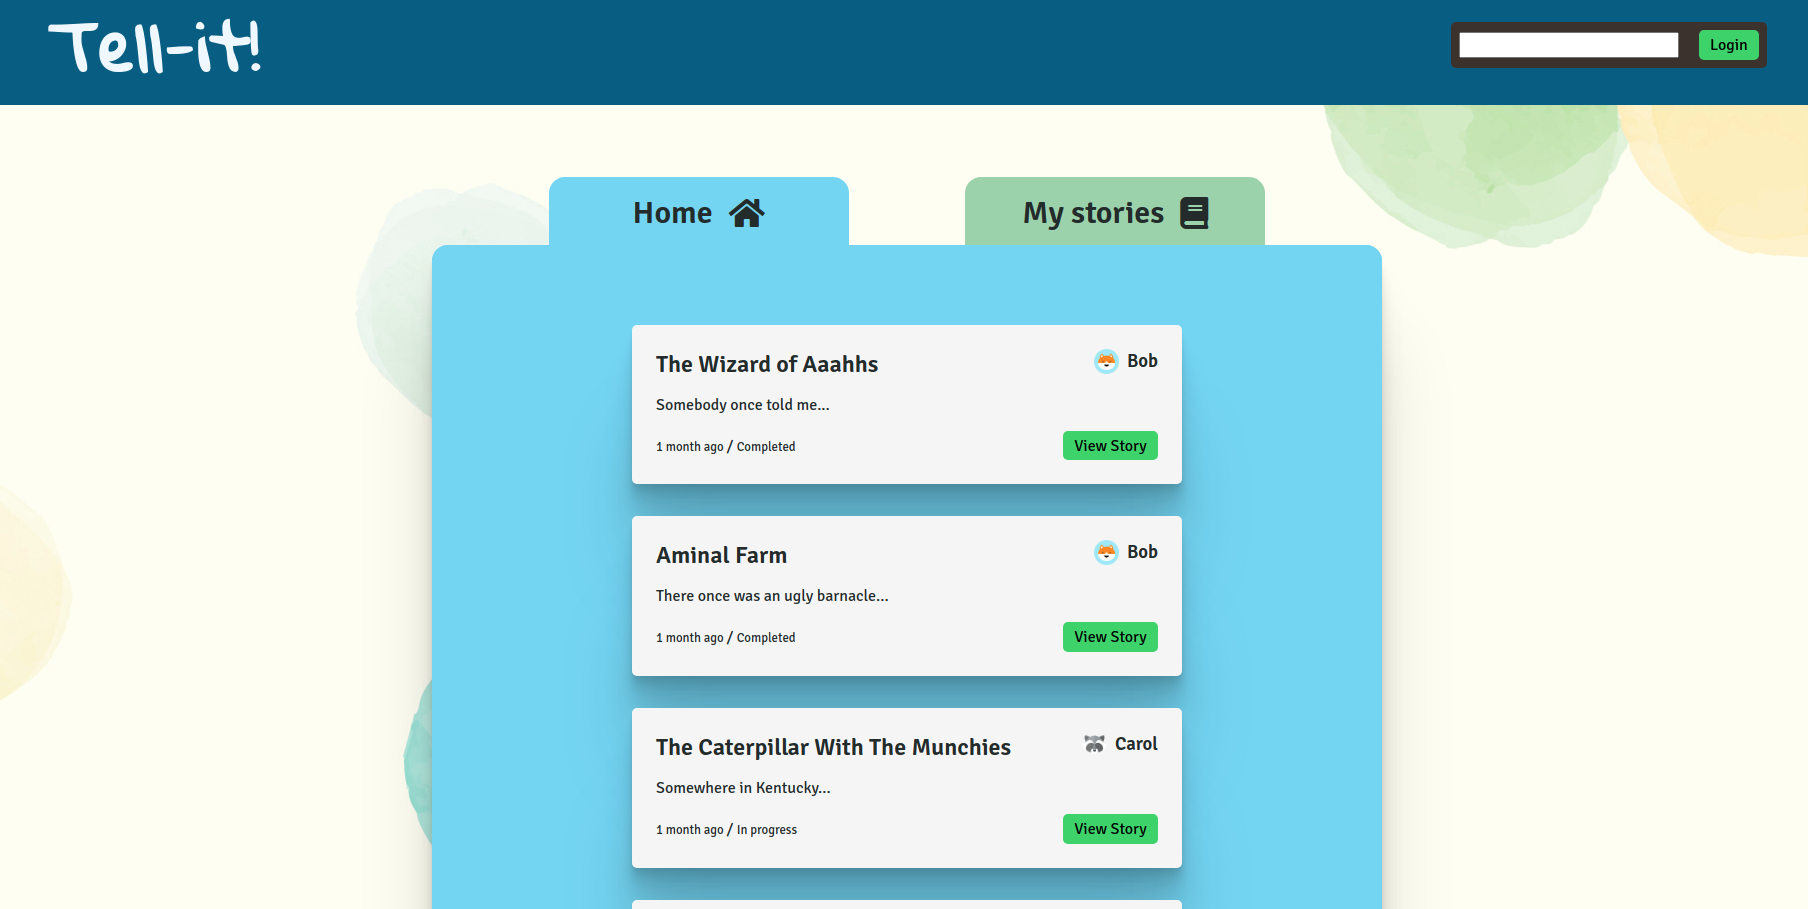 Tell-it!
Login
Home
My stories
The Wizard of Aaahhs
Bob
Somebody once told me...
1 month ago / Completed
View Story
Aminal Farm
Bob
There once was an ugly barnacle...
1 month ago / Completed
View Story
The Caterpillar With The Munchies
Carol
Somewhere in Kentucky...
1 month ago / In progress
View Story